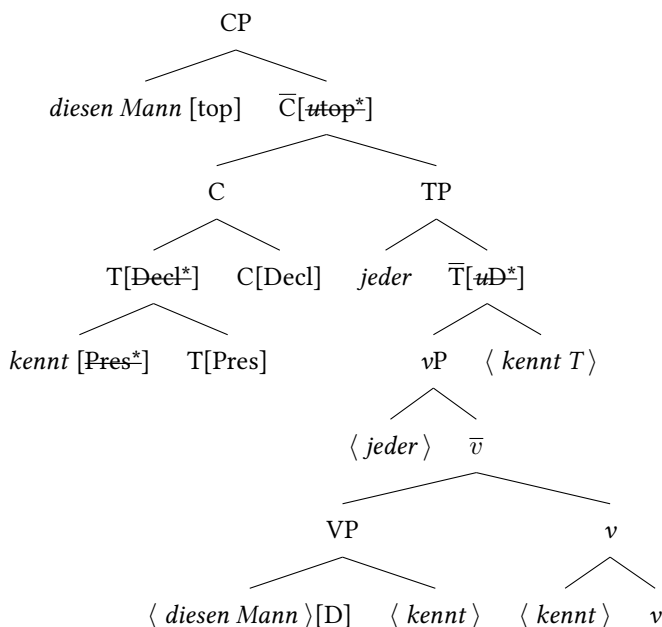 CP
diesen Mann [top] C̅[utop*]
C TP
T[Decl*] C[Decl] jeder T̅[uD*]
kennt [Pres*] T[Pres] vP ⟨ kennt T ⟩
⟨ jeder ⟩ v̅
VP v
⟨ diesen Mann ⟩[D] ⟨ kennt ⟩ ⟨ kennt ⟩ v